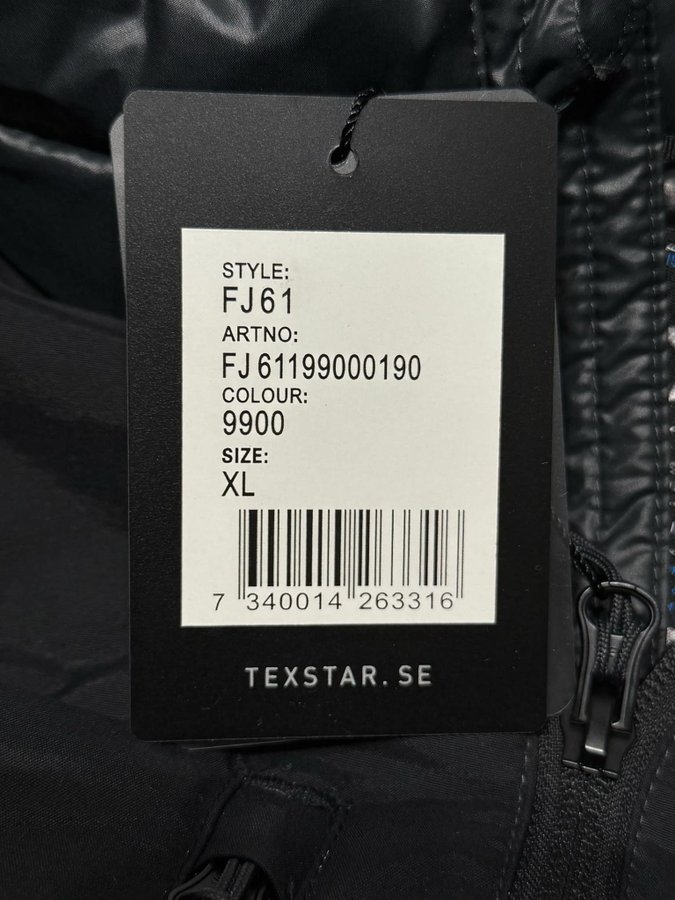 STYLE:
FJ61
ARTNO:
FJ61199000190
COLOUR:
9900
SIZE:
XL
7 340014 263316
TEXSTAR.SE